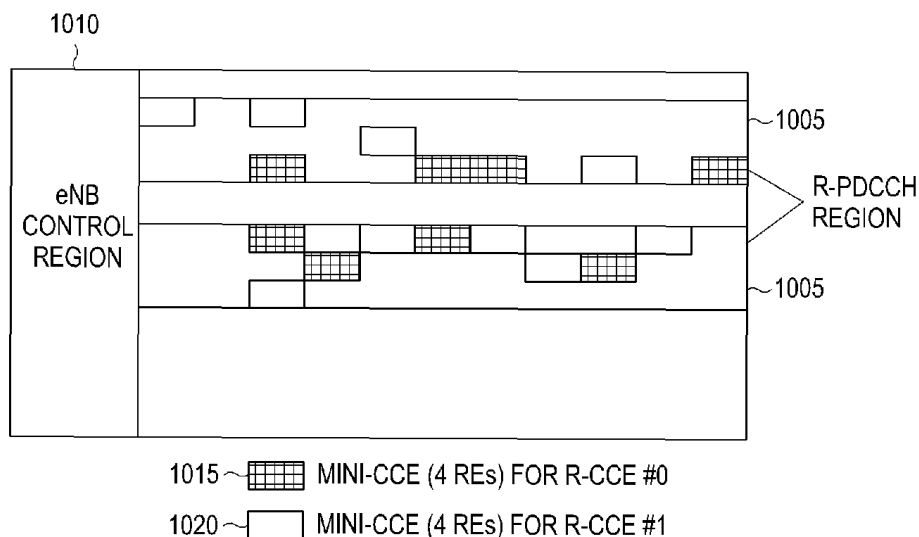 1010
1005
eNB
CONTROL
REGION
R-PDCCH
REGION
1005
1015 MINI-CCE (4 REs) FOR R-CCE #0
1020 MINI-CCE (4 REs) FOR R-CCE #1